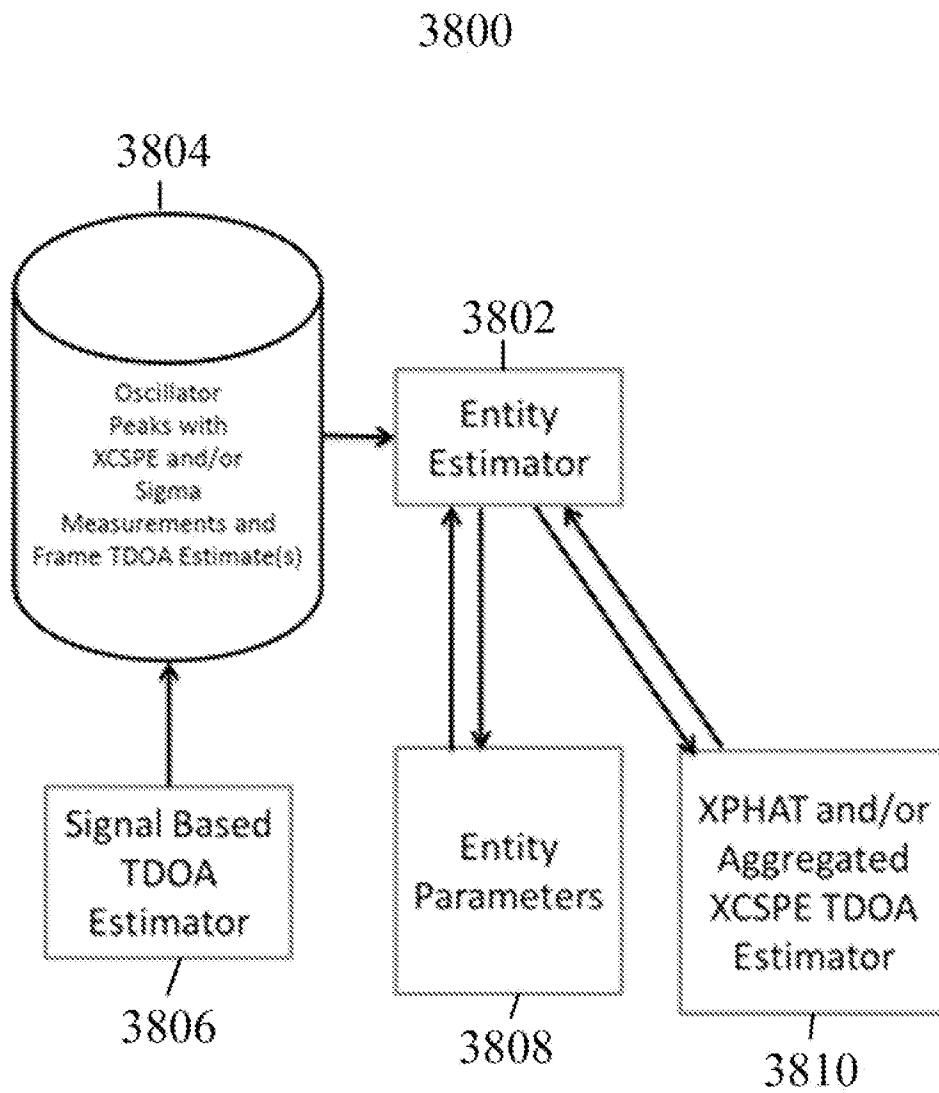 3800
3804
Oscillator
Peaks with
XCSPE and/or
Sigma
Measurements and
Frame TDOA Estimate(s)
3802
Entity
Estimator
Signal Based
TDOA
Estimator
3806
Entity
Parameters
3808
XPHAT and/or
Aggregated
XCSPE TDOA
Estimator
3810